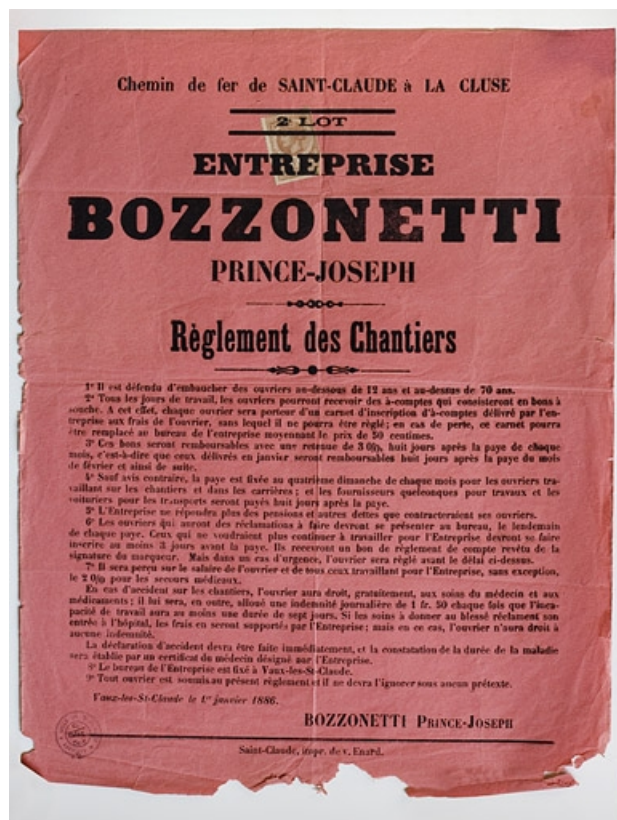 Chemin de fer de SAINT-CLAUDE à LA CLUSE
2e LOT
ENTREPRISE
BOZZONETTI
PRINCE-JOSEPH
Règlement des Chantiers
1° Il est défendu d'embaucher des ouvriers au-dessous de 12 ans et au-dessus de 70 ans.
2° Tous les jours de travail, les ouvriers pourront recevoir des à-comptes qui consisteront en bons à
souche. A cet effet, chaque ouvrier sera porteur d'un carnet d'inscription d'à-comptes délivré par l'en-
treprise aux frais de l'ouvrier, sans lequel il ne pourra être réglé; en cas de perte, ce carnet pourra
être remplacé au bureau de l'entreprise moyennant le prix de 50 centimes.
3° Ces bons seront remboursables avec une retenue de 3 0/0, huit jours après la paye de chaque
mois, c'est-à-dire que ceux délivrés en janvier seront remboursables huit jours après la paye du mois
de février et ainsi de suite.
4° Sauf avis contraire, la paye est fixée au quatrième dimanche de chaque mois pour les ouvriers tra-
vaillant sur les chantiers et dans les carrières; et les fournisseurs quelconques pour travaux et les
voituriers pour les transports seront payés huit jours après la paye.
5° L'Entreprise ne répondra plus des pensions et autres dettes que contracteraient ses ouvriers.
6° Les ouvriers qui auront des réclamations à faire devront se présenter au bureau, le lendemain
de chaque paye. Ceux qui ne voudraient plus continuer à travailler pour l'Entreprise devront se faire
inscrire au moins 3 jours avant la paye. Ils recevront un bon de règlement de compte revêtu de la
signature du marqueur. Mais dans un cas d'urgence, l'ouvrier sera réglé avant le délai ci-dessus.
7° Il sera perçu sur le salaire de l'ouvrier et de tous ceux travaillant pour l'Entreprise, sans exception,
le 2 0/0 pour les secours médicaux.
En cas d'accident sur les chantiers, l'ouvrier aura droit, gratuitement, aux soins du médecin et aux
médicaments; il lui sera, en outre, alloué une indemnité journalière de 1 fr. 50 chaque fois que l'inca-
pacité de travail aura au moins une durée de sept jours. Si les soins à donner au blessé réclament son
entrée à l'hôpital, les frais en seront supportés par l'Entreprise; mais en ce cas, l'ouvrier n'aura droit à
aucune indemnité.
La déclaration d'accident devra être faite immédiatement, et la constatation de la durée de la maladie
sera établie par un certificat du médecin désigné par l'Entreprise.
8° Le bureau de l'Entreprise est fixé à Vaux-les-St-Claude.
9° Tout ouvrier est soumis au présent règlement et il ne devra l'ignorer sous aucun prétexte.
Vaux-les-St-Claude le 1er janvier 1886.
BOZZONETTI PRINCE-JOSEPH
Saint-Claude, impr. de v. Enard.